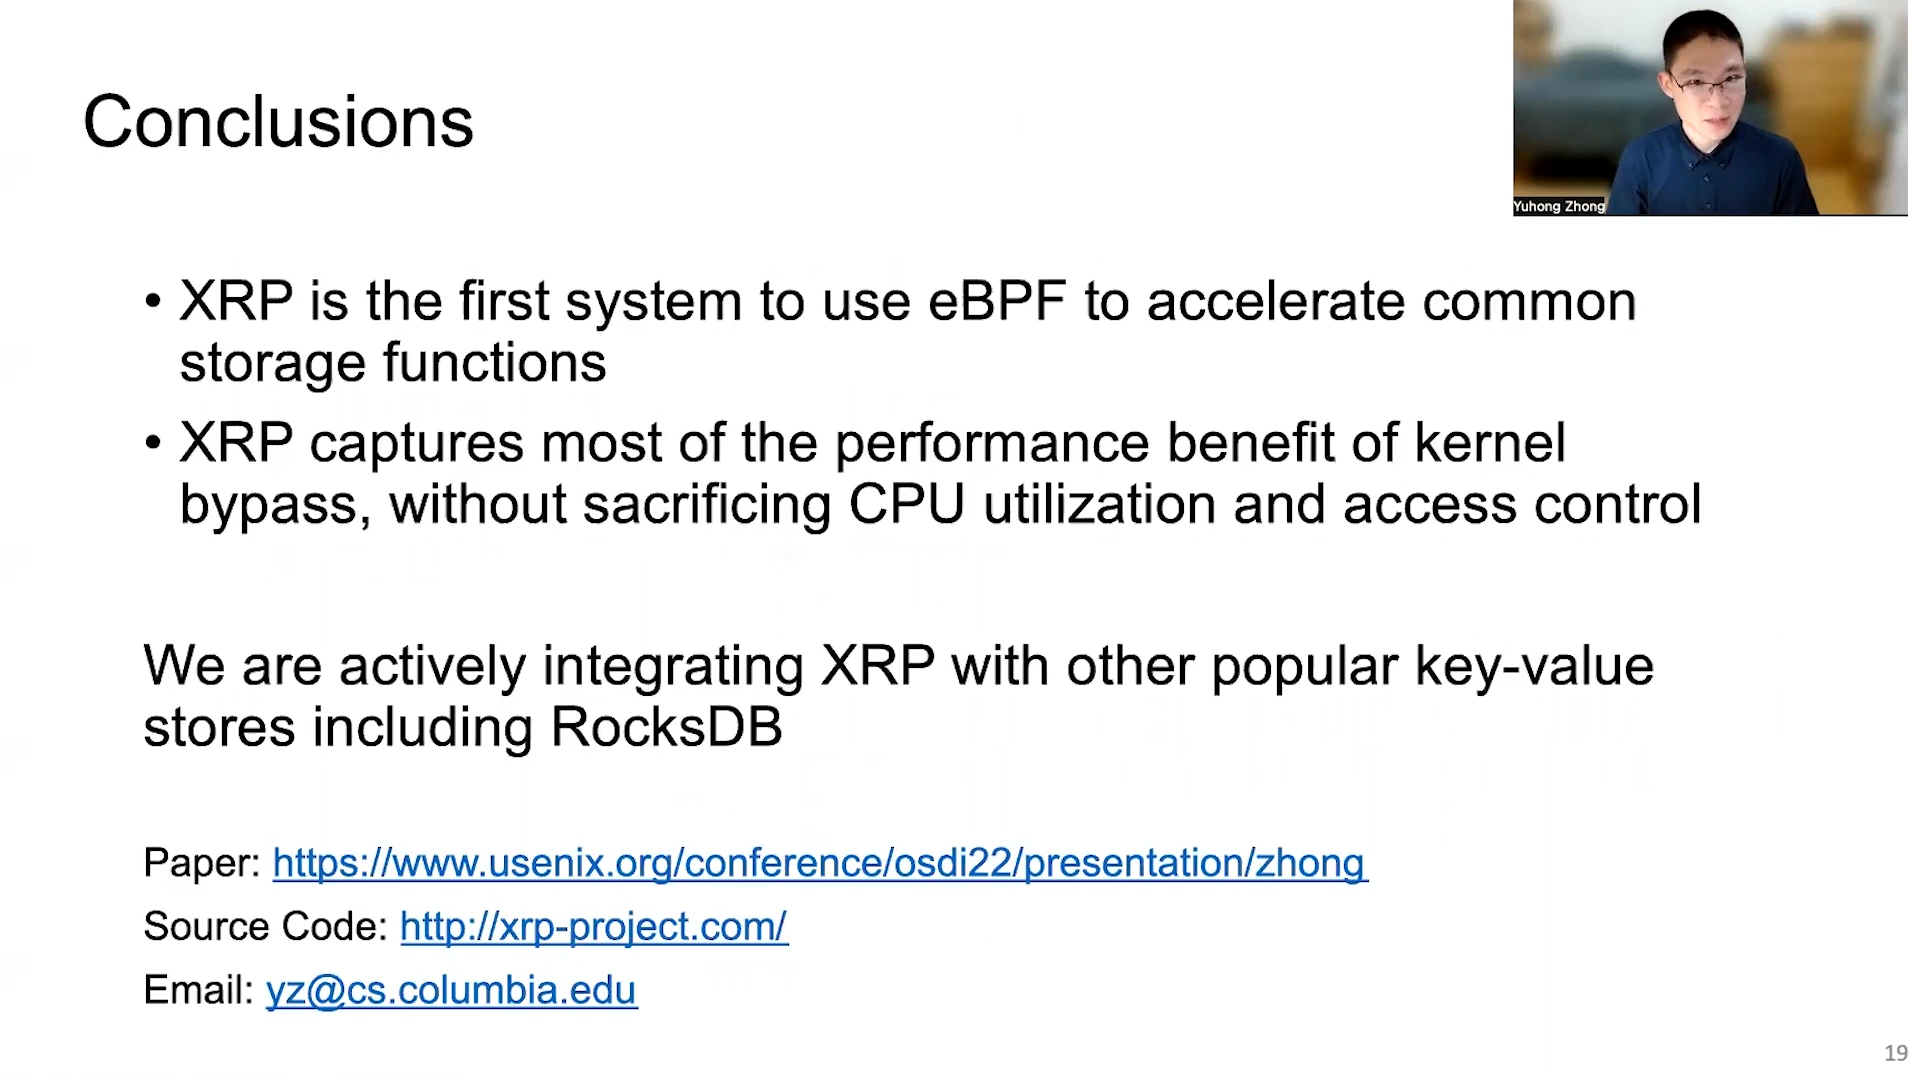 Conclusions
Yuhong Zhong
• XRP is the first system to use eBPF to accelerate common
storage functions
• XRP captures most of the performance benefit of kernel
bypass, without sacrificing CPU utilization and access control
We are actively integrating XRP with other popular key-value
stores including RocksDB
Paper: https://www.usenix.org/conference/osdi22/presentation/zhong
Source Code: http://xrp-project.com/
Email: yz@cs.columbia.edu
19